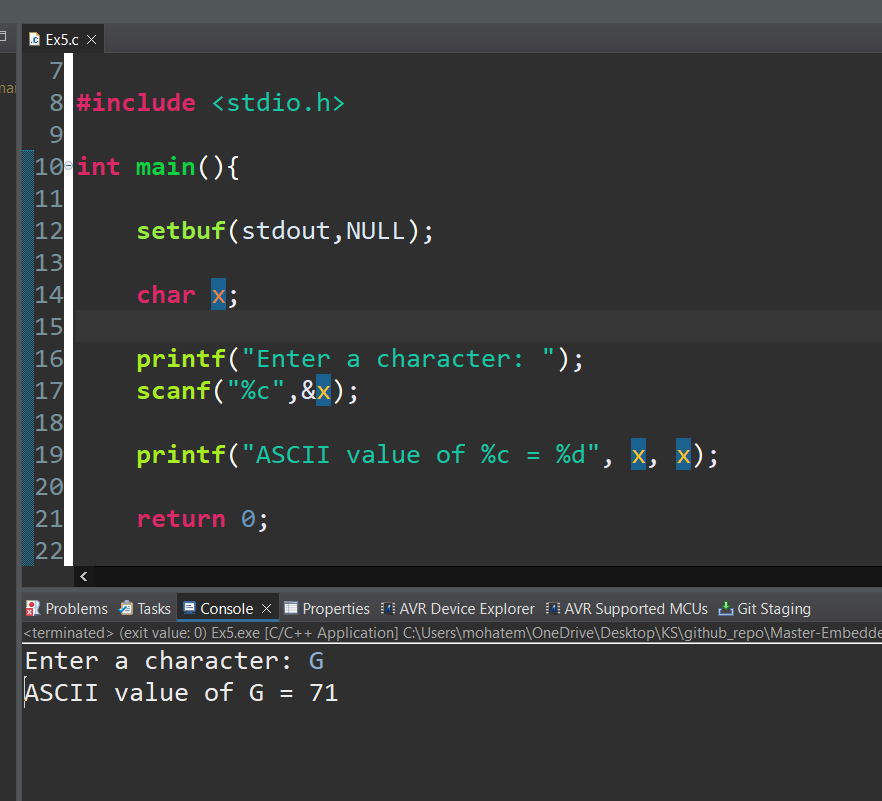 Ex5.c
7
mai
8 #include <stdio.h>
9
10 int main(){
11
12     setbuf(stdout,NULL);
13
14     char x;
15
16     printf("Enter a character: ");
17     scanf("%c",&x);
18
19     printf("ASCII value of %c = %d", x, x);
20
21     return 0;
22
Problems Tasks Console Properties AVR Device Explorer AVR Supported MCUs Git Staging
<terminated> (exit value: 0) Ex5.exe [C/C++ Application] C:\Users\mohatem\OneDrive\Desktop\KS\github_repo\Master-Embedde
Enter a character: G
ASCII value of G = 71